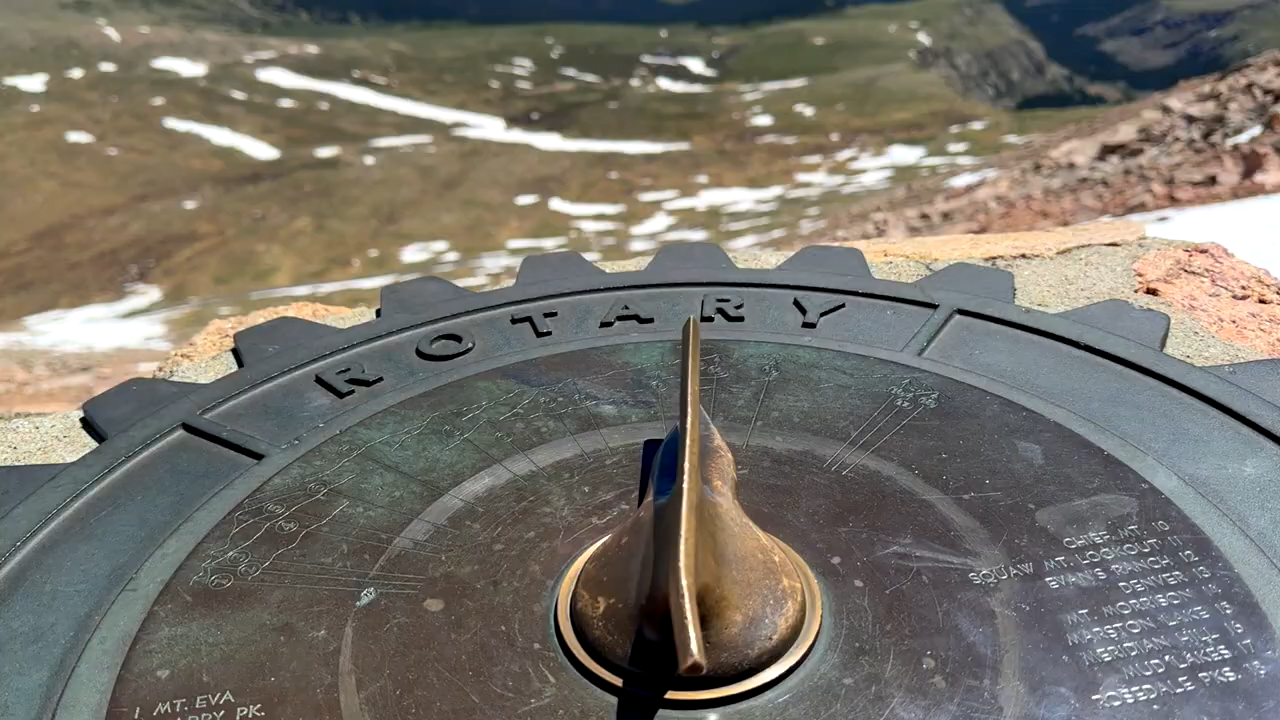 ROTARY
CHIEF MT. 10
SQUAW MT. LOOKOUT 11
EVANS RANCH 12
DENVER 13
MT. MORRISON
MARSTON LAKE 15
MERIDIAN HILL 16
MUD LAKES 17
ROSEDALE PKS. 18
1 MT. EVA
PK.